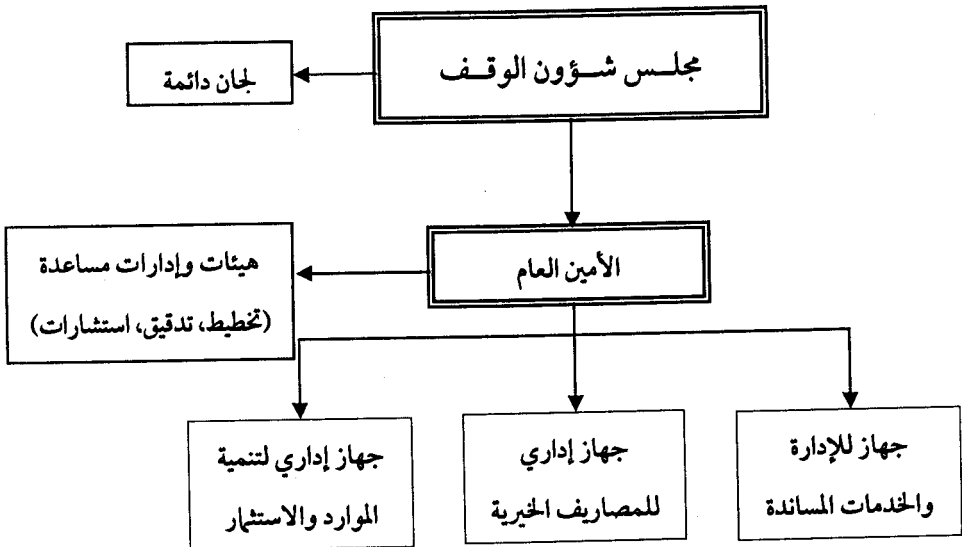 مجلس شؤون الوقف
لجان دائمة
الأمين العام
هيئات وإدارات مساعدة
(تخطيط، تدقيق، استشارات)
جهاز للإدارة
والخدمات المساندة
جهاز إداري
للمصاريف الخيرية
جهاز إداري لتنمية
الموارد والاستثمار